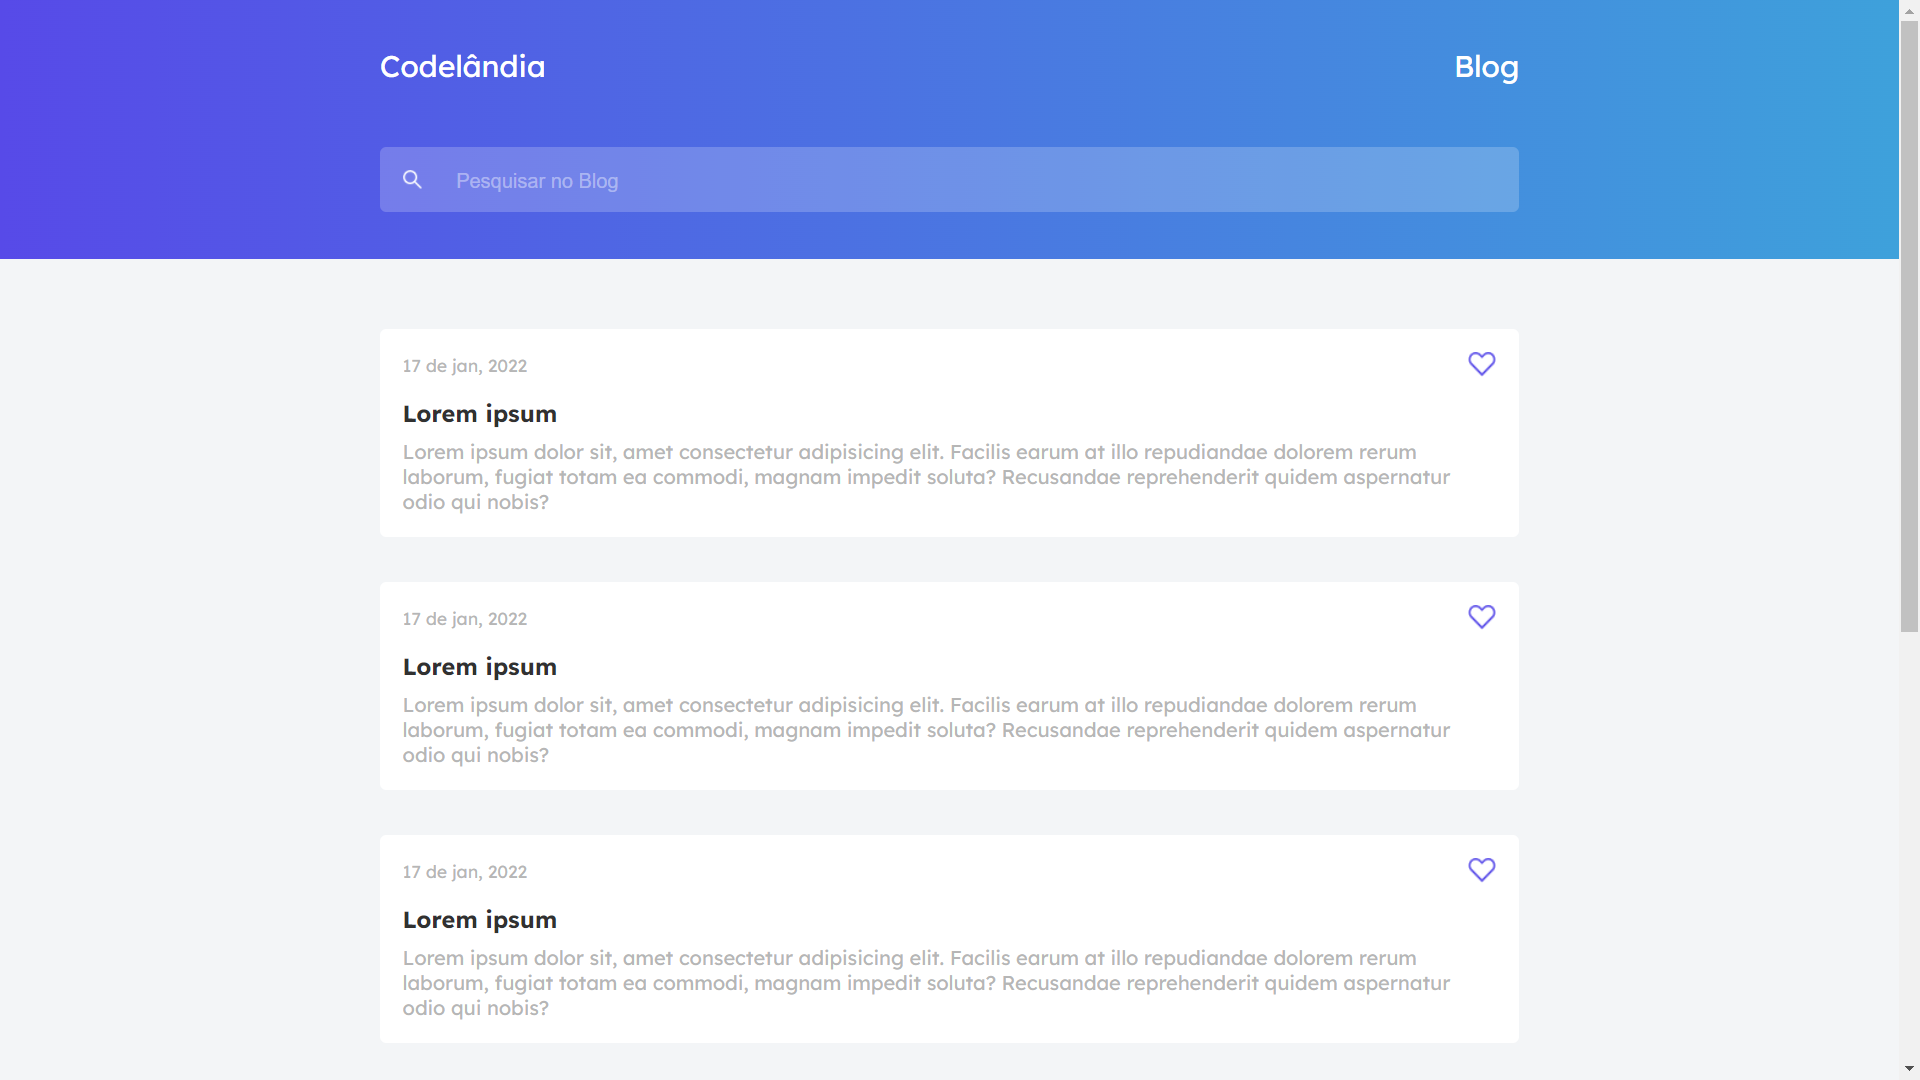 Codelândia
Blog
Pesquisar no Blog
17 de jan, 2022
Lorem ipsum
Lorem ipsum dolor sit, amet consectetur adipisicing elit. Facilis earum at illo repudiandae dolorem rerum
laborum, fugiat totam ea commodi, magnam impedit soluta? Recusandae reprehenderit quidem aspernatur
odio qui nobis?
17 de jan, 2022
Lorem ipsum
Lorem ipsum dolor sit, amet consectetur adipisicing elit. Facilis earum at illo repudiandae dolorem rerum
laborum, fugiat totam ea commodi, magnam impedit soluta? Recusandae reprehenderit quidem aspernatur
odio qui nobis?
17 de jan, 2022
Lorem ipsum
Lorem ipsum dolor sit, amet consectetur adipisicing elit. Facilis earum at illo repudiandae dolorem rerum
laborum, fugiat totam ea commodi, magnam impedit soluta? Recusandae reprehenderit quidem aspernatur
odio qui nobis?